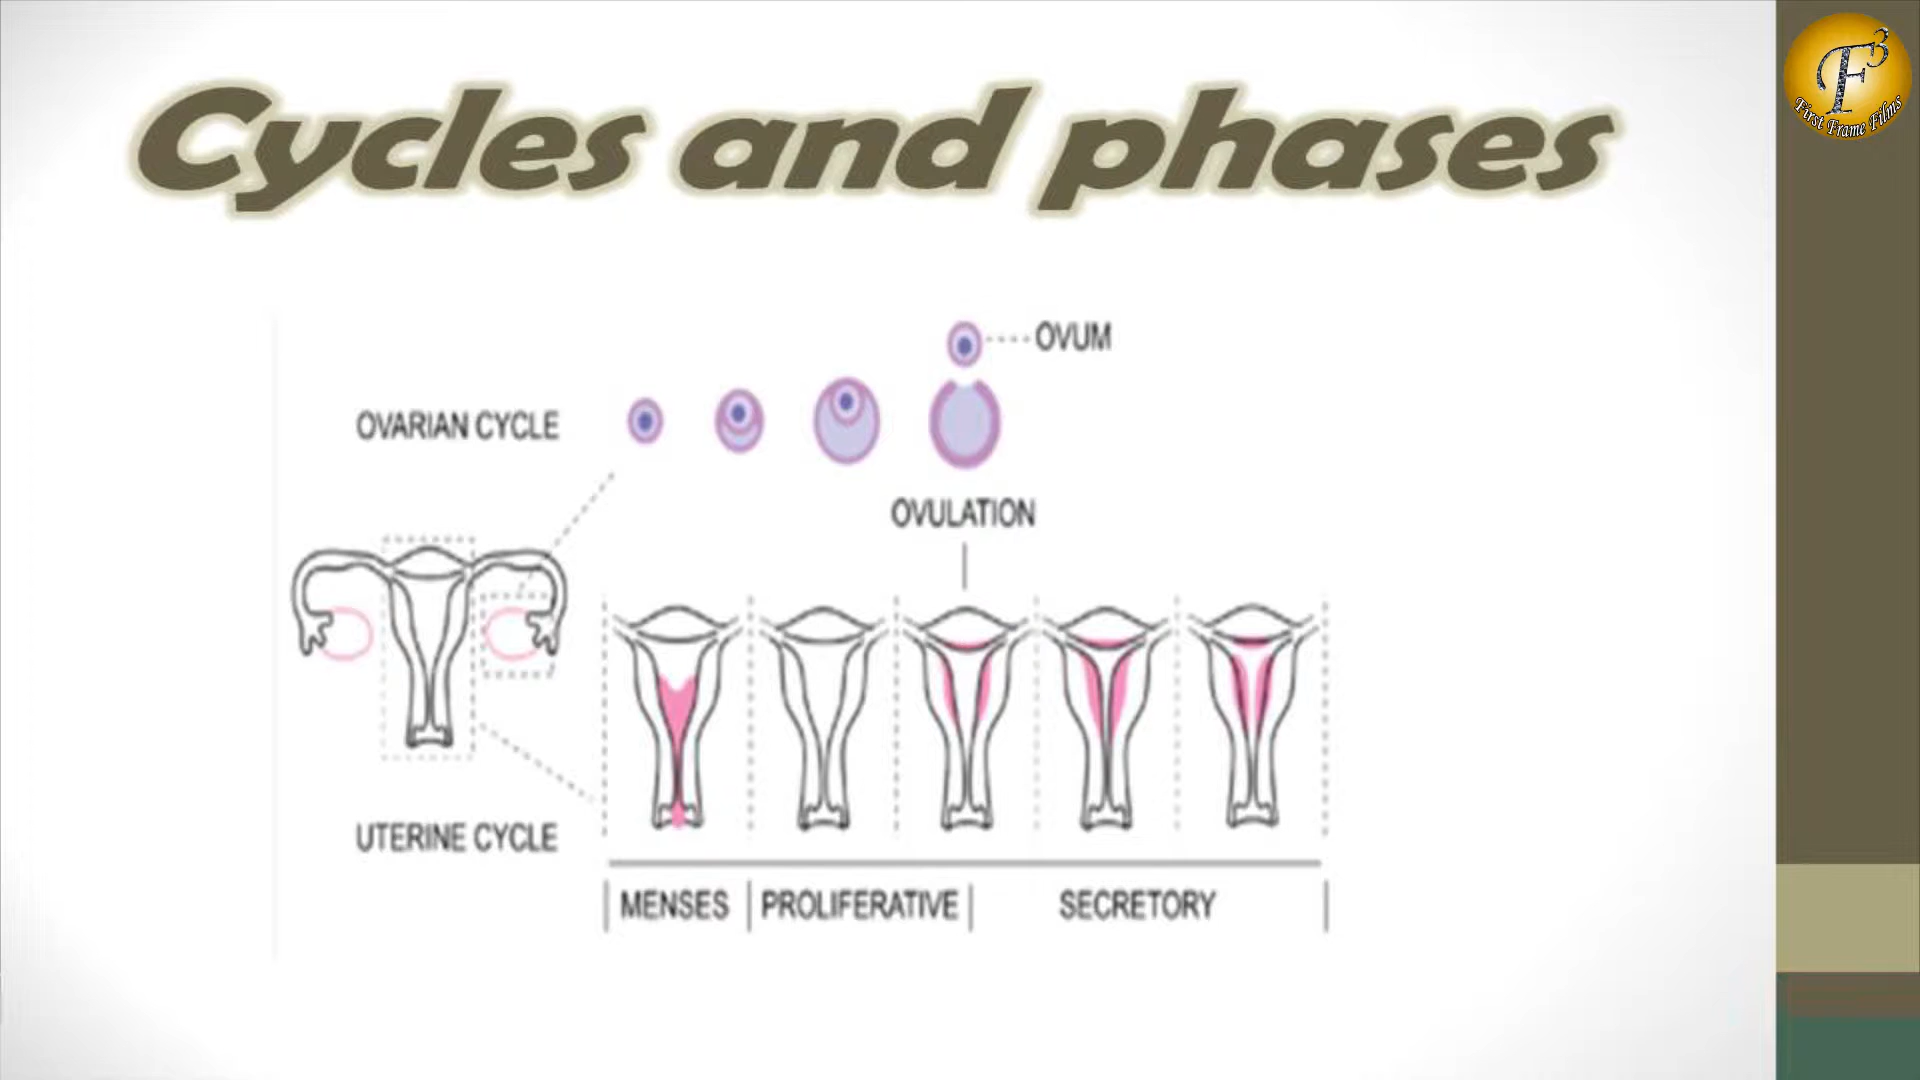 Cycles and phases
F3
First Frame Films
OVUM
OVARIAN CYCLE
OVULATION
UTERINE CYCLE
MENSES
PROLIFERATIVE
SECRETORY